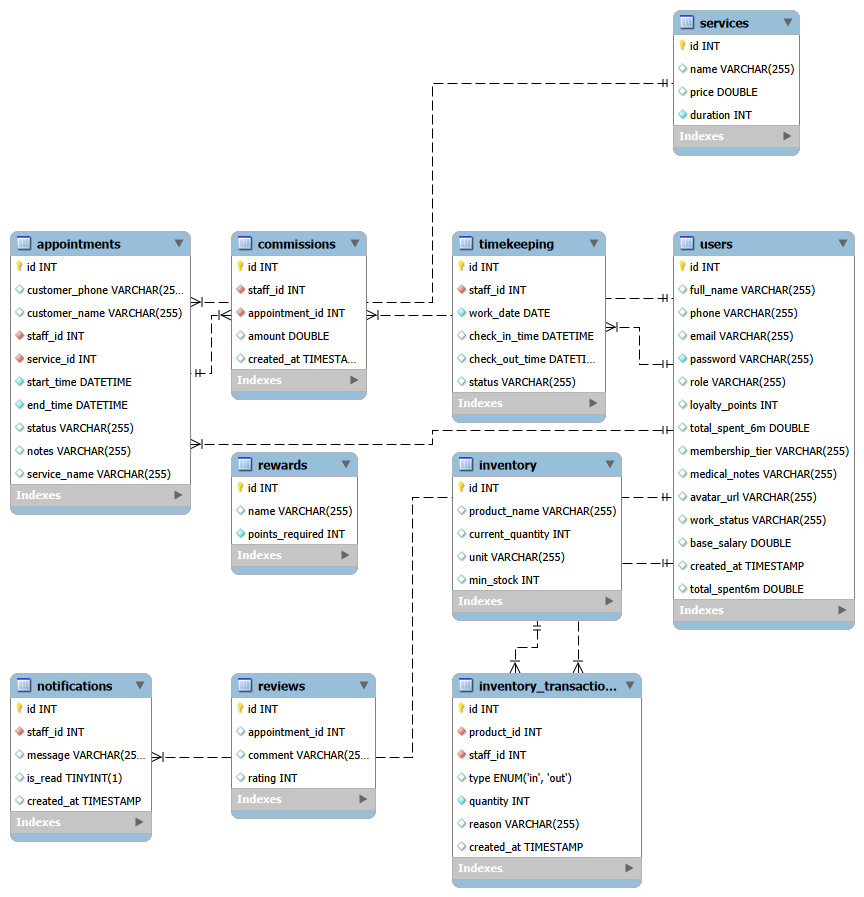 services
id INT
name VARCHAR(255)
price DOUBLE
duration INT
Indexes
appointments
id INT
customer_phone VARCHAR(25...
customer_name VARCHAR(255)
staff_id INT
service_id INT
start_time DATETIME
end_time DATETIME
status VARCHAR(255)
notes VARCHAR(255)
service_name VARCHAR(255)
Indexes
commissions
id INT
staff_id INT
appointment_id INT
amount DOUBLE
created_at TIMESTA...
Indexes
timekeeping
id INT
staff_id INT
work_date DATE
check_in_time DATETIME
check_out_time DATETI...
status VARCHAR(255)
Indexes
users
id INT
full_name VARCHAR(255)
phone VARCHAR(255)
email VARCHAR(255)
password VARCHAR(255)
role VARCHAR(255)
loyalty_points INT
total_spent_6m DOUBLE
membership_tier VARCHAR(255)
medical_notes VARCHAR(255)
avatar_url VARCHAR(255)
work_status VARCHAR(255)
base_salary DOUBLE
created_at TIMESTAMP
total_spent6m DOUBLE
Indexes
rewards
id INT
name VARCHAR(255)
points_required INT
Indexes
inventory
id INT
product_name VARCHAR(255)
current_quantity INT
unit VARCHAR(255)
min_stock INT
Indexes
notifications
id INT
staff_id INT
message VARCHAR(25...
is_read TINYINT(1)
created_at TIMESTAMP
Indexes
reviews
id INT
appointment_id INT
comment VARCHAR(25...
rating INT
Indexes
inventory_transactio...
id INT
product_id INT
staff_id INT
type ENUM('in', 'out')
quantity INT
reason VARCHAR(255)
created_at TIMESTAMP
Indexes